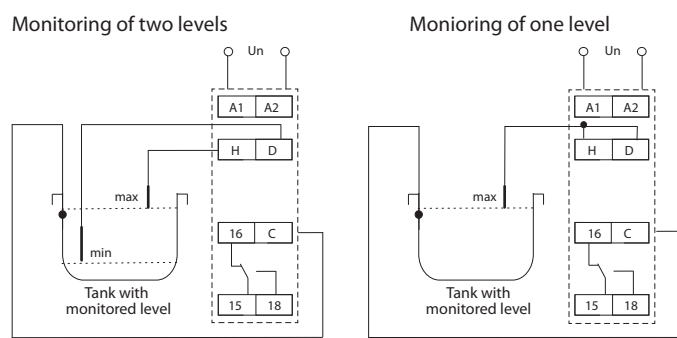 Monitoring of two levels
Un
A1 A2
H D
max
min
16 C
Tank with
monitored level
15 18
Monioring of one level
Un
A1 A2
H D
max
16 C
Tank with
monitored level
15 18